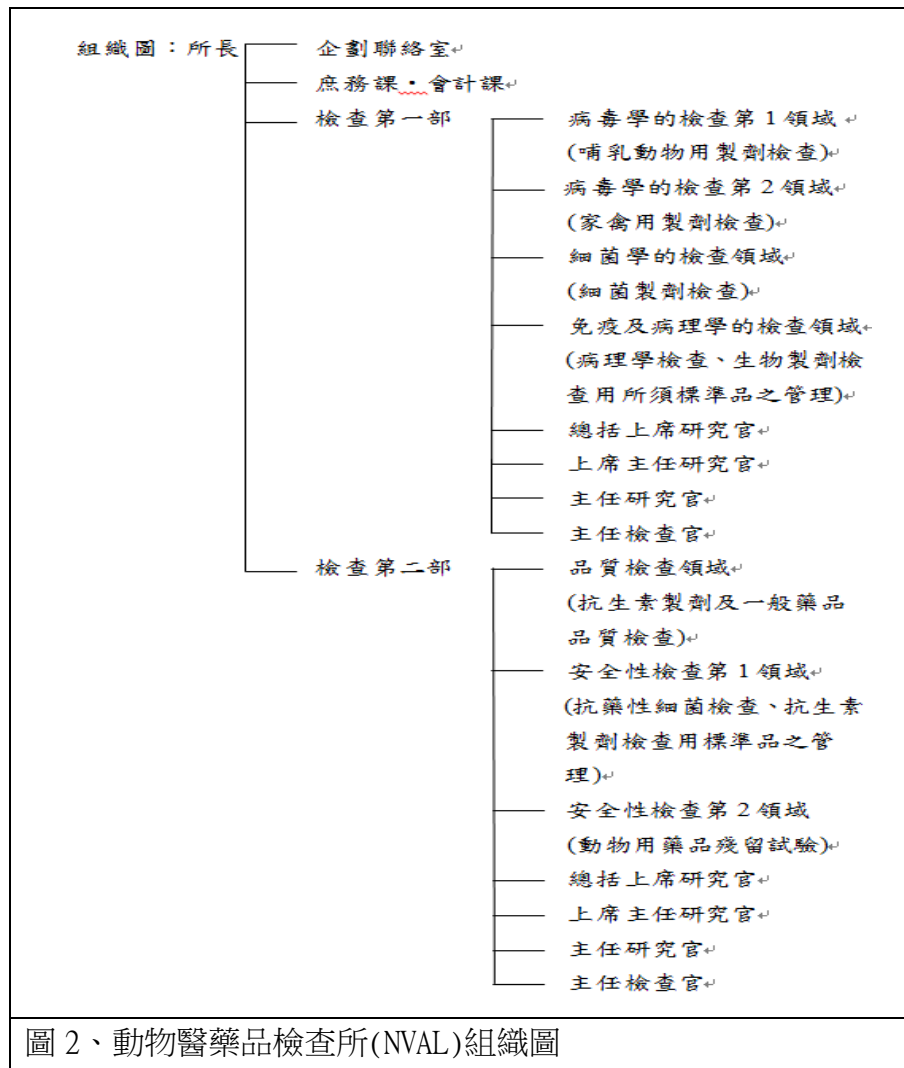 組織圖：所長 企劃聯絡室
庶務課‧會計課
檢查第一部 病毒學的檢查第1領域
(哺乳動物用製劑檢查)
病毒學的檢查第2領域
(家禽用製劑檢查)
細菌學的檢查領域
(細菌製劑檢查)
免疫及病理學的檢查領域
(病理學檢查、生物製劑檢
查用所須標準品之管理)
總括上席研究官
上席主任研究官
主任研究官
主任檢查官
檢查第二部 品質檢查領域
(抗生素製劑及一般藥品
品質檢查)
安全性檢查第1領域
(抗藥性細菌檢查、抗生素
製劑檢查用標準品之管
理)
安全性檢查第2領域
(動物用藥品殘留試驗)
總括上席研究官
上席主任研究官
主任研究官
主任檢查官
圖2、動物醫藥品檢查所(NVAL)組織圖